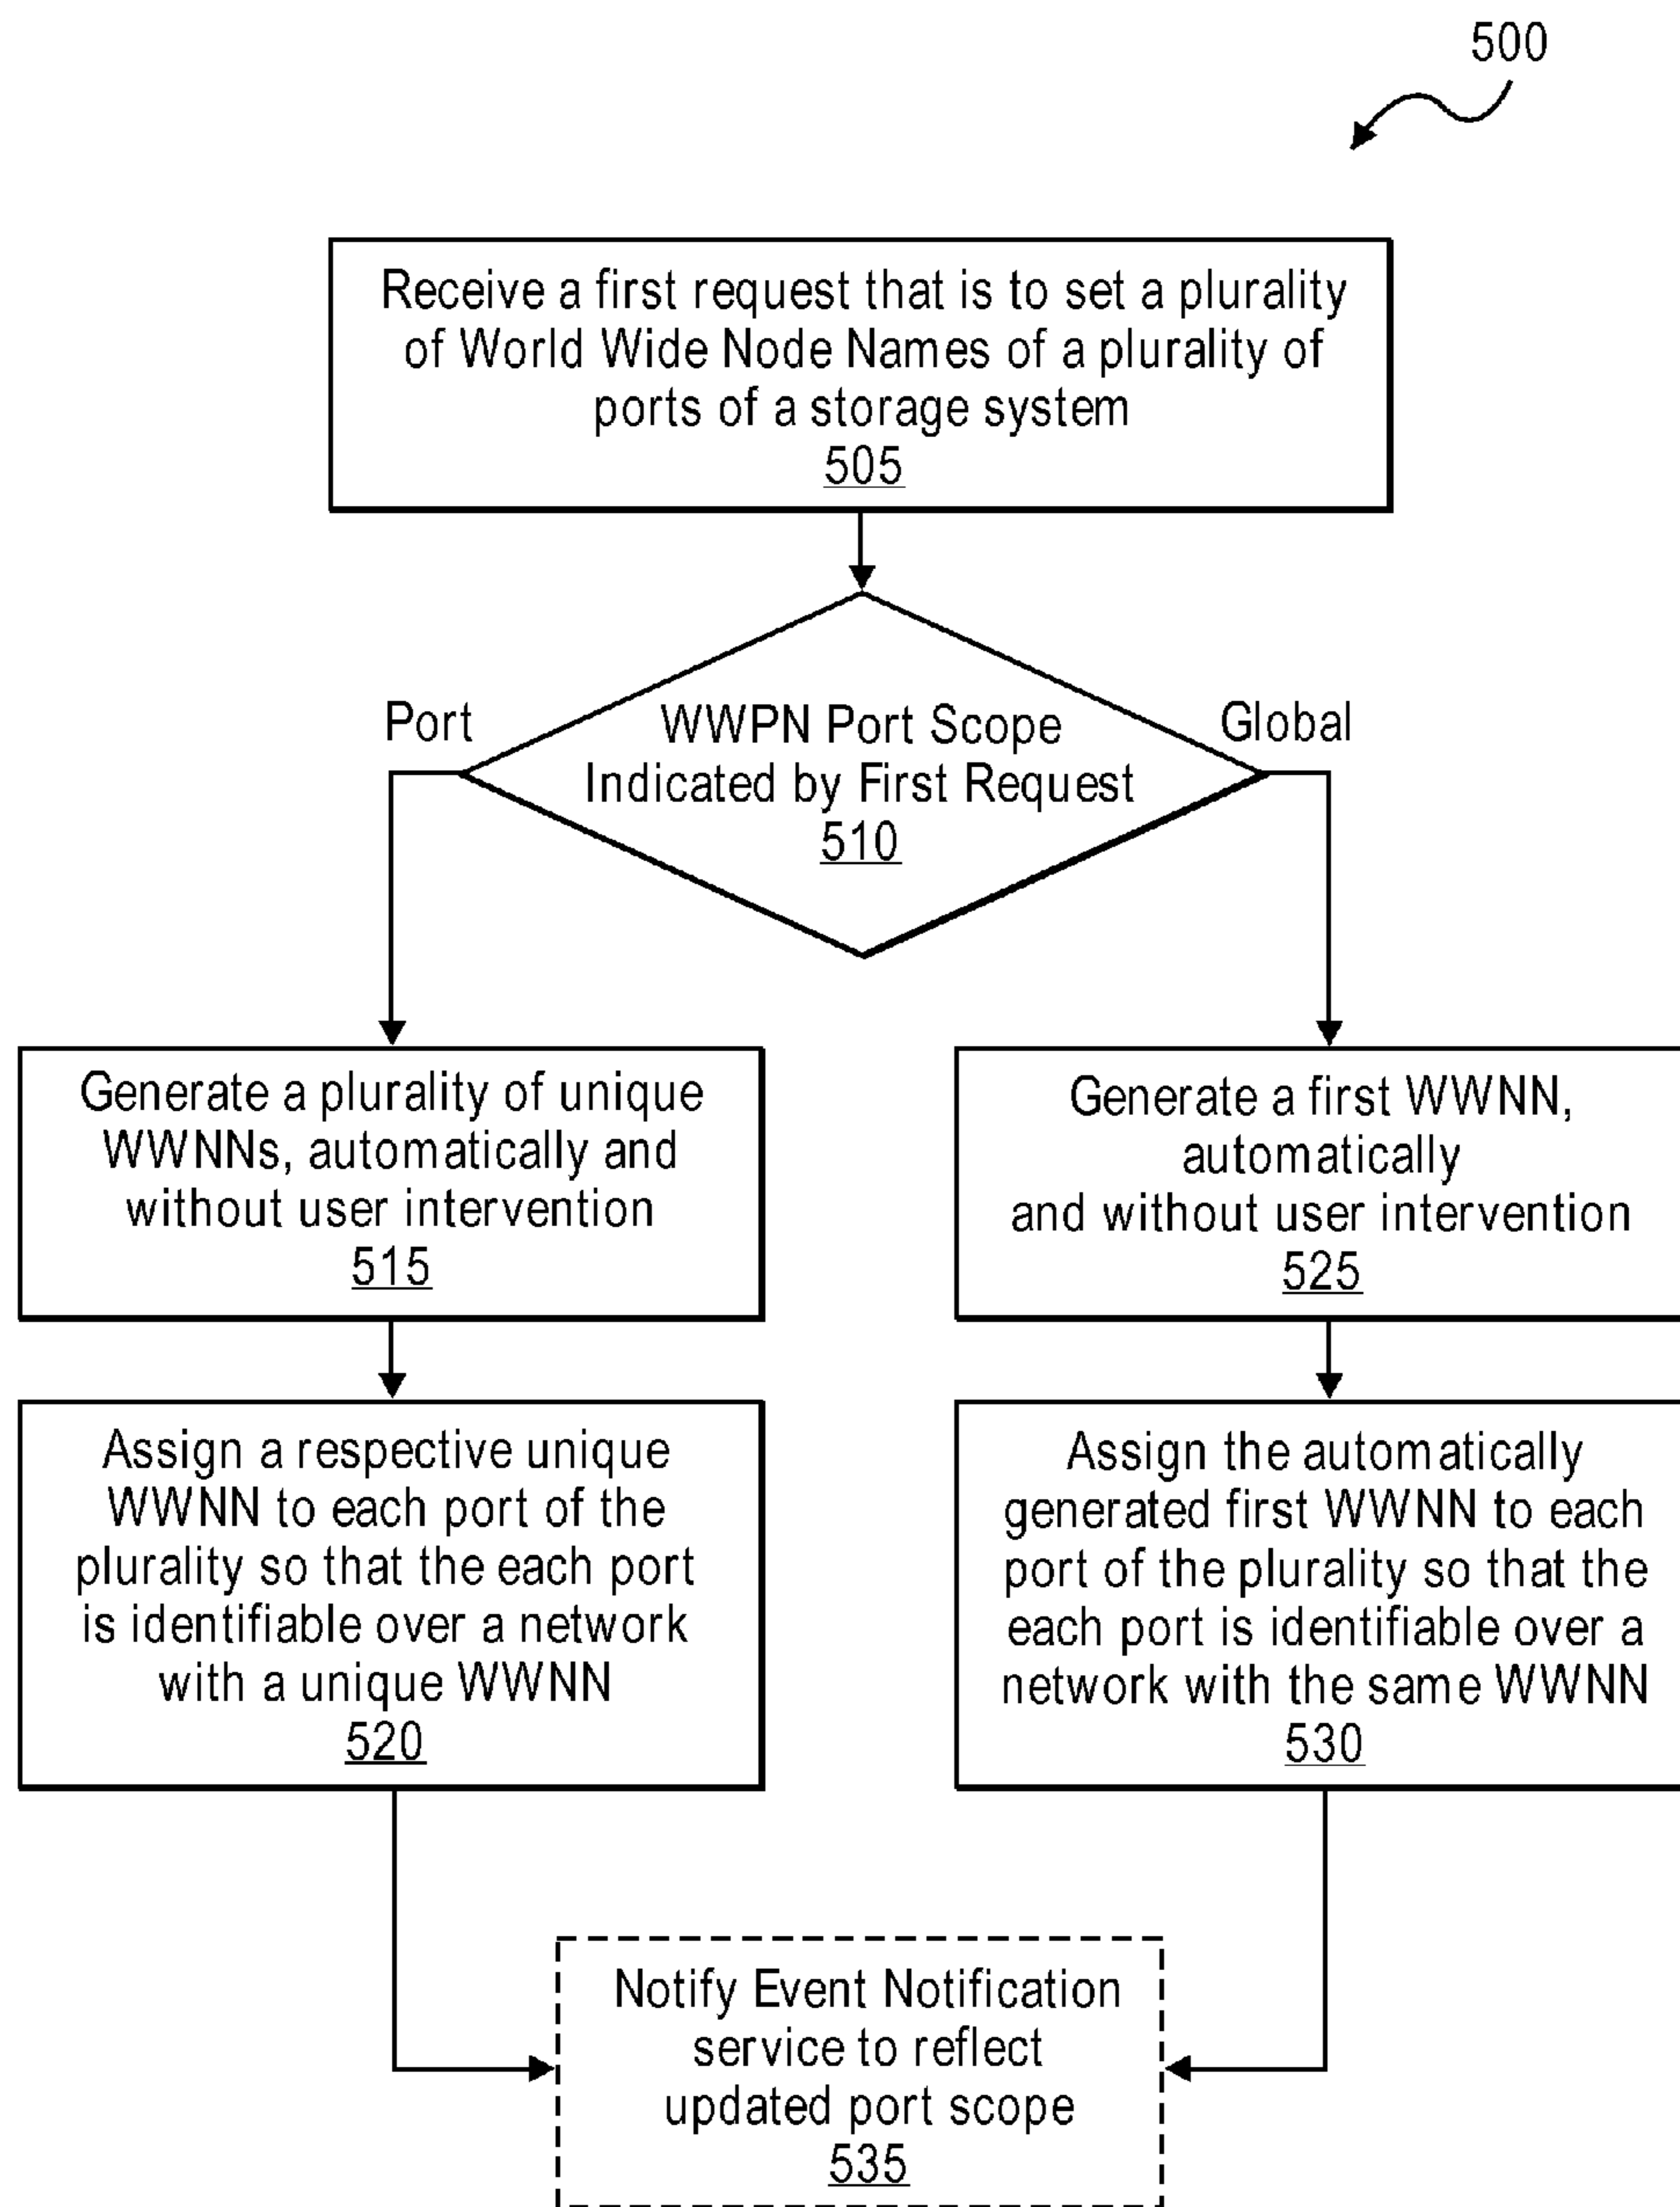 500
Receive a first request that is to set a plurality
of World Wide Node Names of a plurality of
ports of a storage system
505
Port
WWPN Port Scope
Indicated by First Request
510
Global
Generate a plurality of unique
WWNNs, automatically and
without user intervention
515
Generate a first WWNN,
automatically
and without user intervention
525
Assign a respective unique
WWNN to each port of the
plurality so that the each port
is identifiable over a network
with a unique WWNN
520
Assign the automatically
generated first WWNN to each
port of the plurality so that the
each port is identifiable over a
network with the same WWNN
530
Notify Event Notification
service to reflect
updated port scope
535